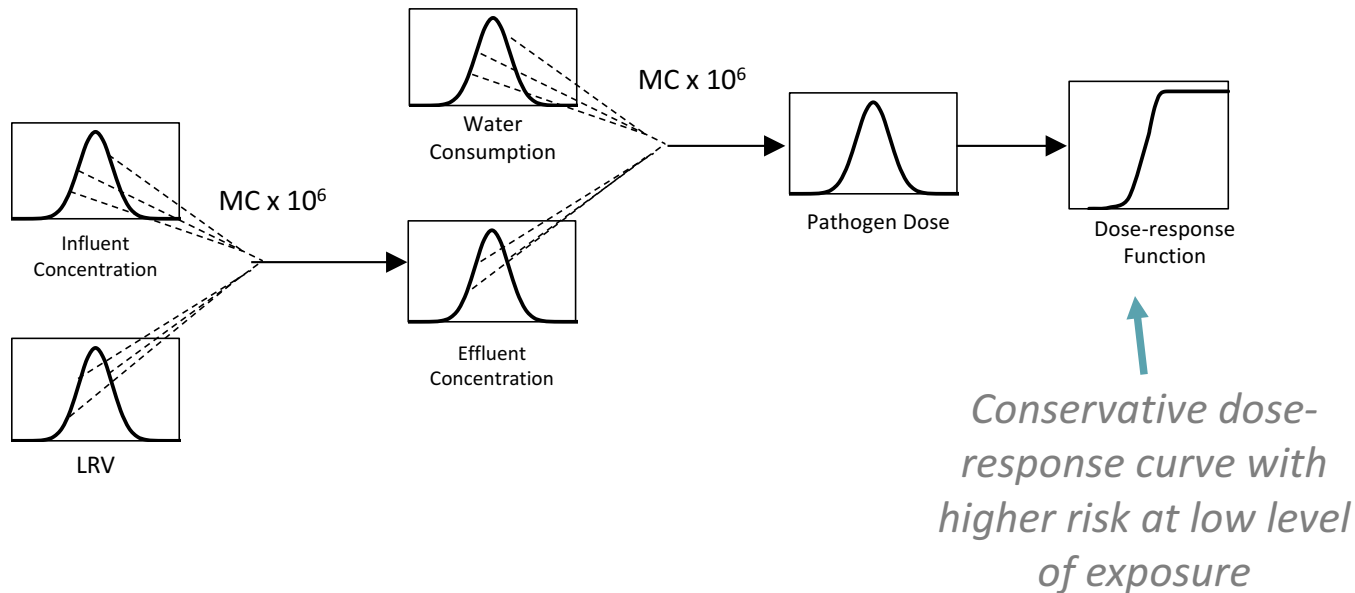 Influent
Concentration
LRV
MC x 10⁶
Water
Consumption
Effluent
Concentration
MC x 10⁶
Pathogen Dose
Dose-response
Function
Conservative dose-
response curve with
higher risk at low level
of exposure